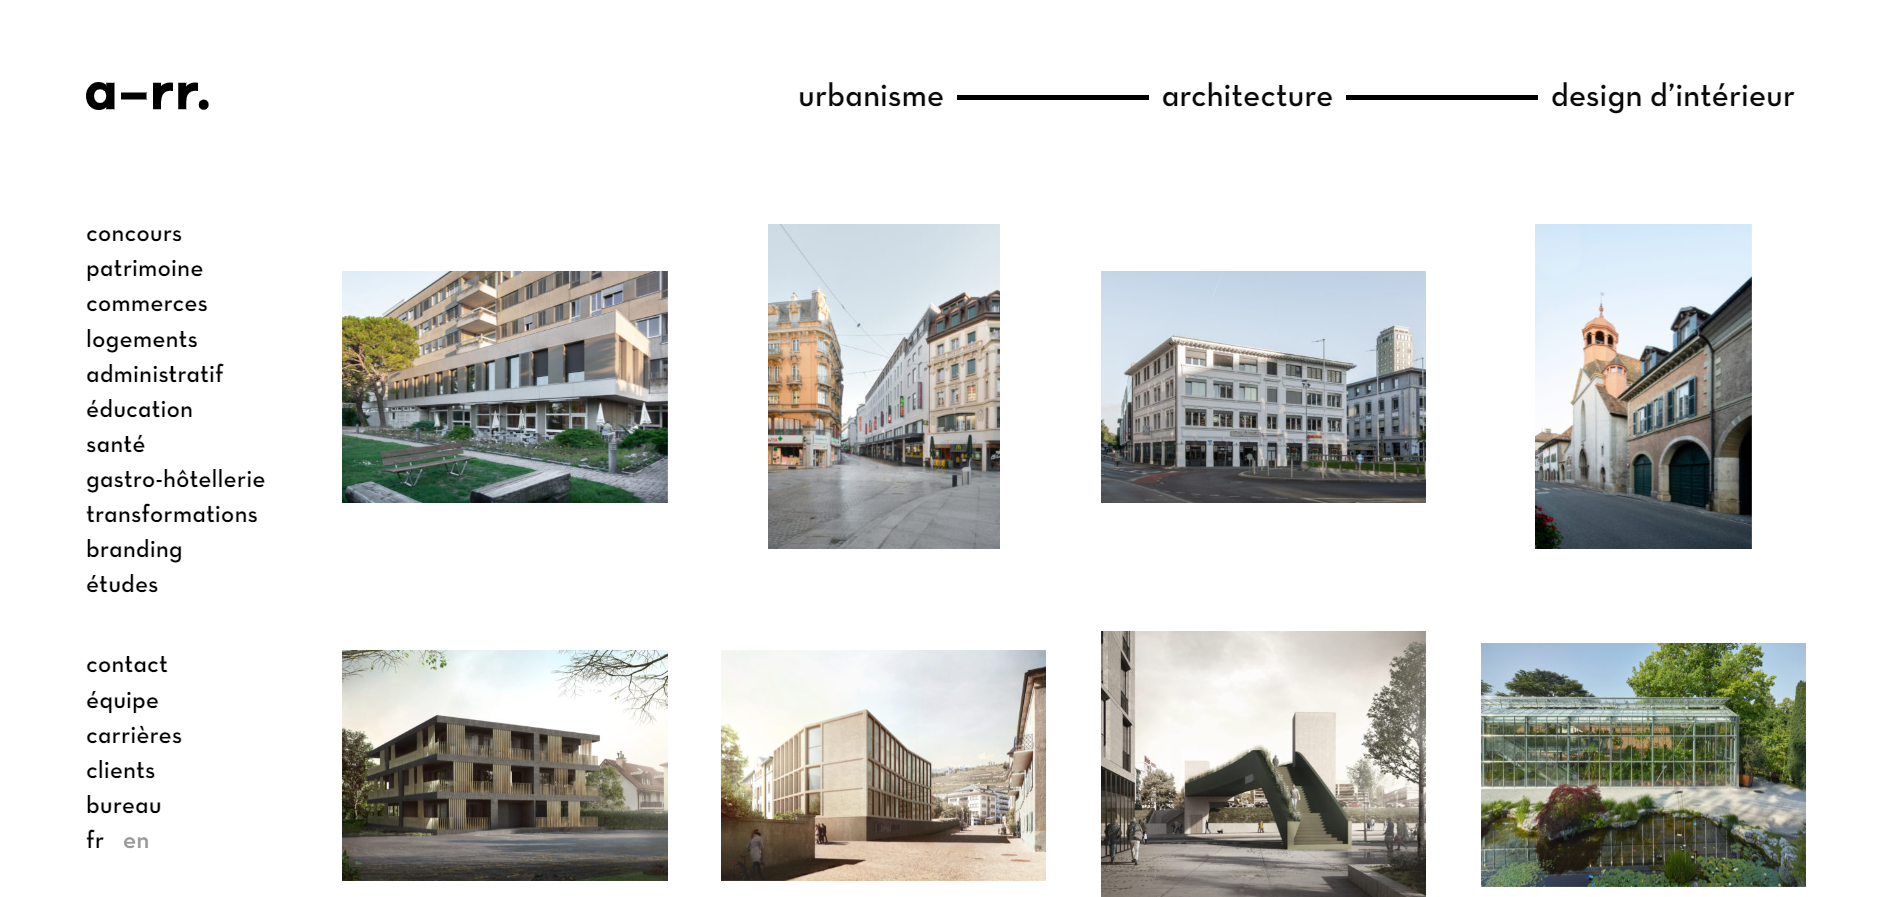 a–rr.
urbanisme architecture design d’intérieur
concours
patrimoine
commerces
logements
administratif
éducation
santé
gastro-hôtellerie
transformations
branding
études
contact
équipe
carrières
clients
bureau
fr en